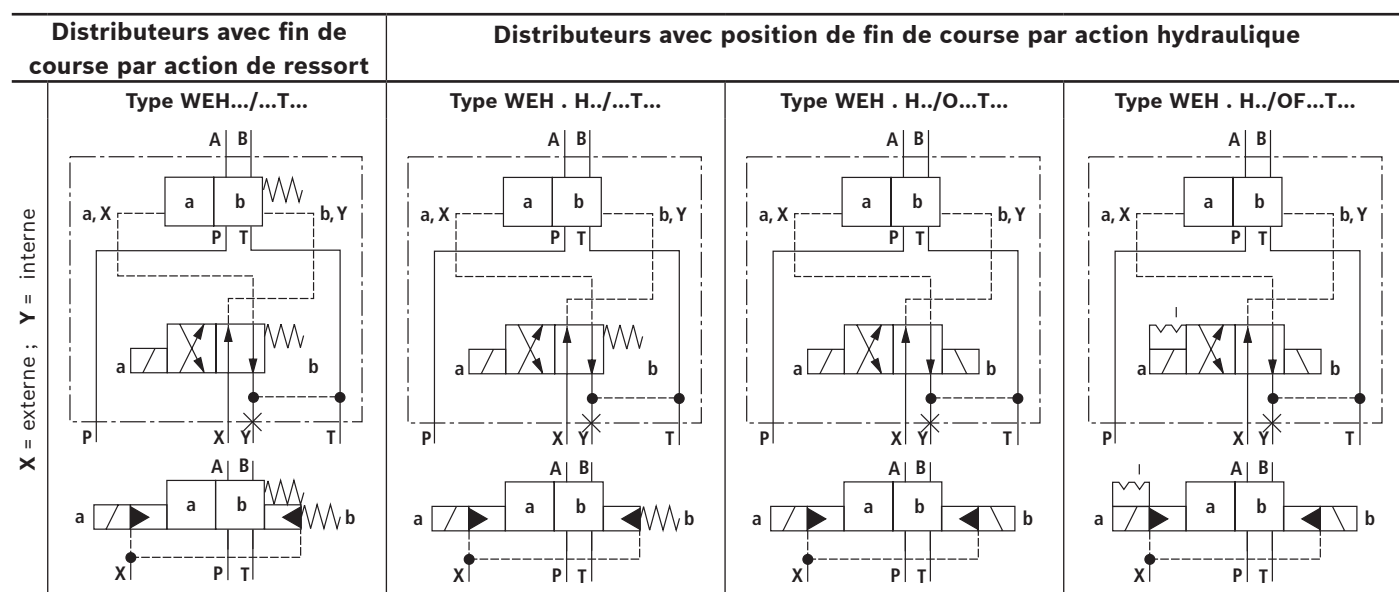 Distributeurs avec fin de
course par action de ressort
Distributeurs avec position de fin de course par action hydraulique
X = externe ; Y = interne
Type WEH.../...T...
A B
a b
a, X b, Y
P T
a b
P X Y T
A B
a a b b
X P T
Type WEH . H../...T...
A B
a b
a, X b, Y
P T
a b
P X Y T
A B
a a b b
X P T
Type WEH . H../O...T...
A B
a b
a, X b, Y
P T
a b
P X Y T
A B
a a b b
X P T
Type WEH . H../OF...T...
A B
a b
a, X b, Y
P T
a b
P X Y T
A B
a a b b
X P T